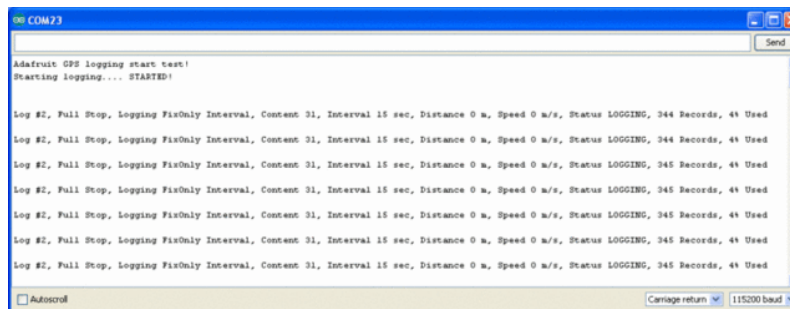 COM23
Send
Adafruit GPS logging start test!
Starting logging.... STARTED!
Log #2, Full Stop, Logging FixOnly Interval, Content 31, Interval 15 sec, Distance 0 m, Speed 0 m/s, Status LOGGING, 344 Records, 4% Used
Log #2, Full Stop, Logging FixOnly Interval, Content 31, Interval 15 sec, Distance 0 m, Speed 0 m/s, Status LOGGING, 344 Records, 4% Used
Log #2, Full Stop, Logging FixOnly Interval, Content 31, Interval 15 sec, Distance 0 m, Speed 0 m/s, Status LOGGING, 345 Records, 4% Used
Log #2, Full Stop, Logging FixOnly Interval, Content 31, Interval 15 sec, Distance 0 m, Speed 0 m/s, Status LOGGING, 345 Records, 4% Used
Log #2, Full Stop, Logging FixOnly Interval, Content 31, Interval 15 sec, Distance 0 m, Speed 0 m/s, Status LOGGING, 345 Records, 4% Used
Log #2, Full Stop, Logging FixOnly Interval, Content 31, Interval 15 sec, Distance 0 m, Speed 0 m/s, Status LOGGING, 345 Records, 4% Used
Log #2, Full Stop, Logging FixOnly Interval, Content 31, Interval 15 sec, Distance 0 m, Speed 0 m/s, Status LOGGING, 345 Records, 4% Used
Autoscroll
Carriage return
115200 baud